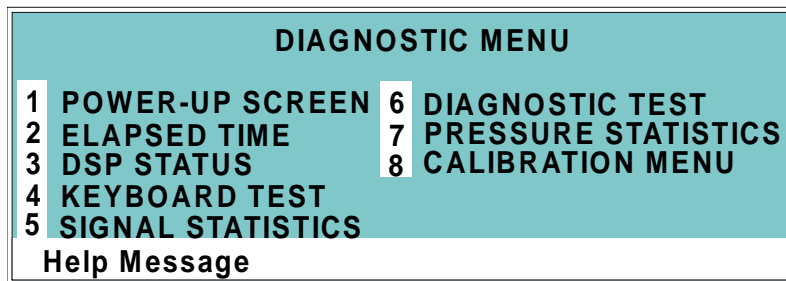 DIAGNOSTIC MENU
1 POWER-UP SCREEN
2 ELAPSED TIME
3 DSP STATUS
4 KEYBOARD TEST
5 SIGNAL STATISTICS
6 DIAGNOSTIC TEST
7 PRESSURE STATISTICS
8 CALIBRATION MENU
Help Message